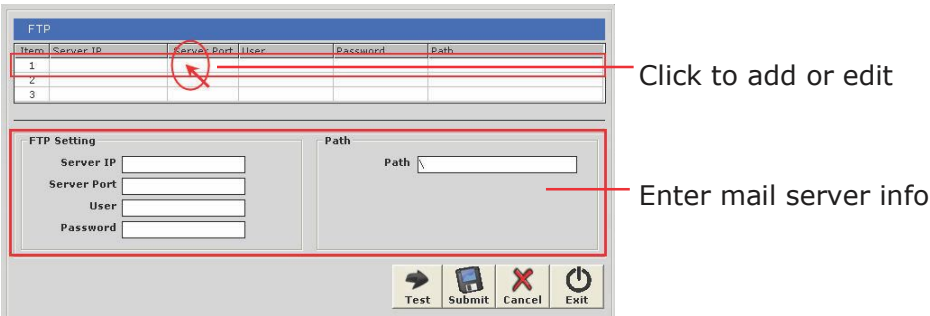 FTP
Item Server IP Server Port User Password Path
1
2
3
Click to add or edit
FTP Setting
Server IP
Server Port
User
Password
Path
Path \
Enter mail server info
Test Submit Cancel Exit